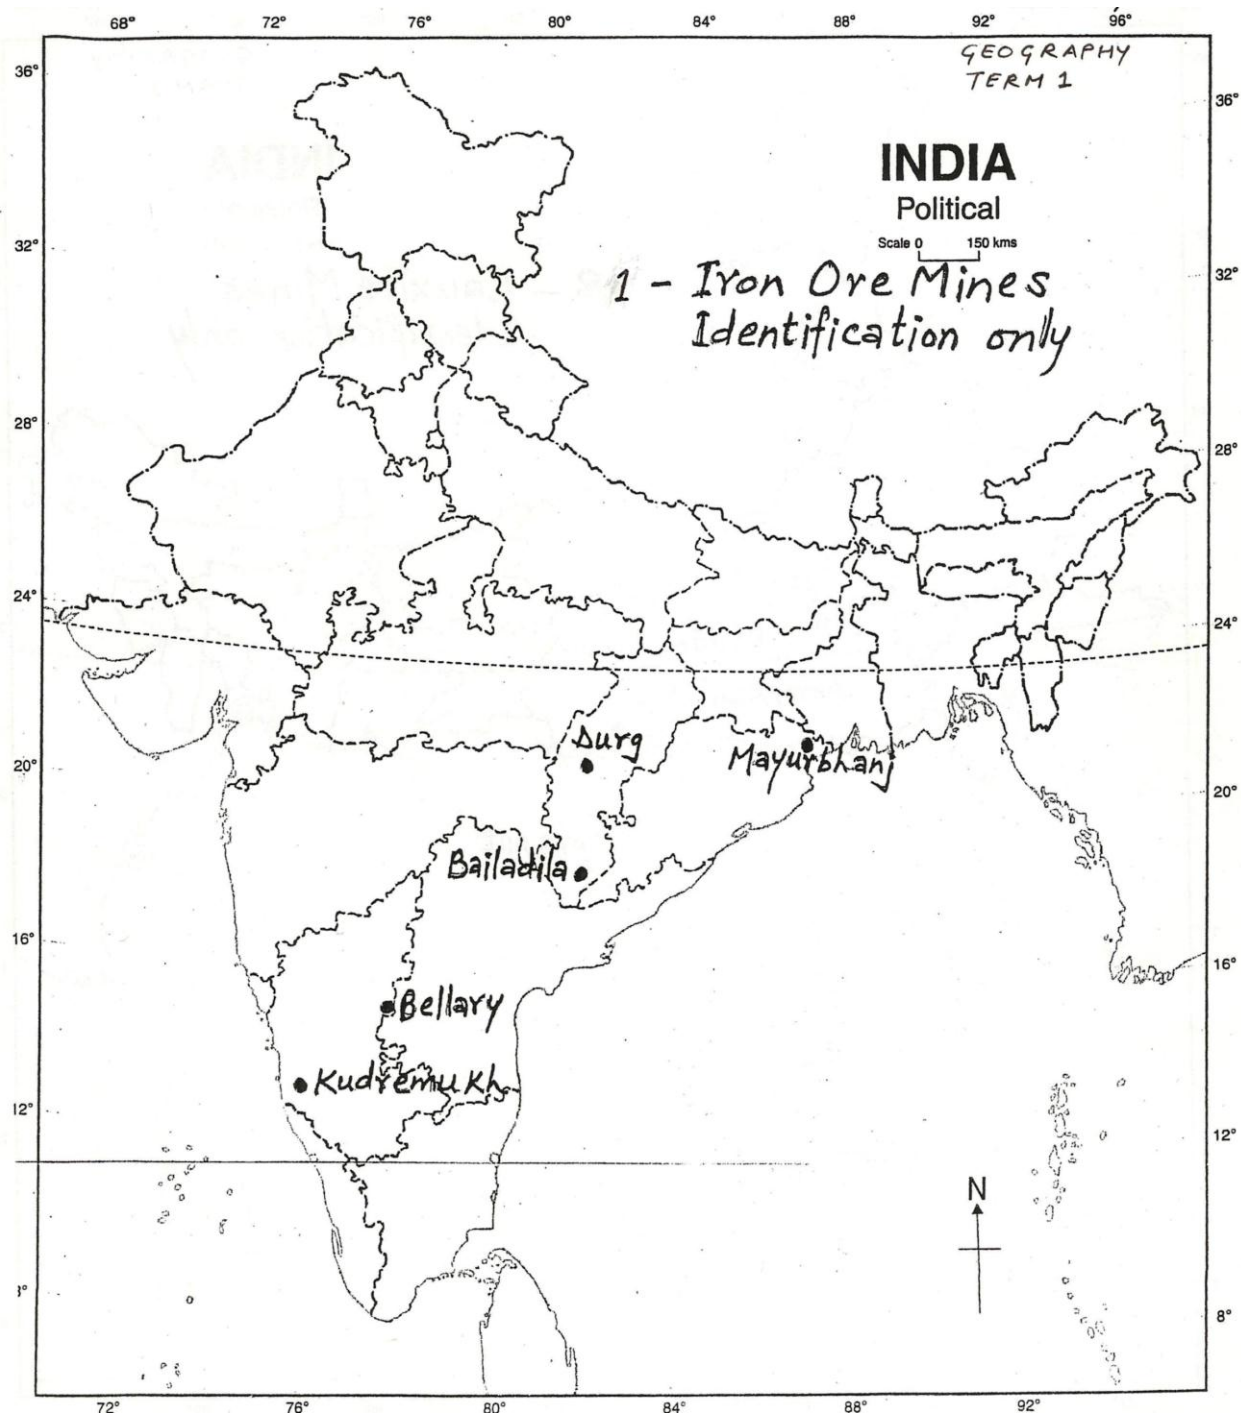 68° 72° 76° 80° 84° 88° 92° 96°
GEOGRAPHY
TERM 1
36° 36°
INDIA
Political
Scale 0 150 kms
32° 32°
1 - Iron Ore Mines
Identification only
28° 28°
24° 24°
Durg
Mayurbhanj
20° 20°
Bailadila
16° 16°
Bellary
Kudremukh
12° 12°
N
8° 8°
72° 76° 80° 84° 88° 92°